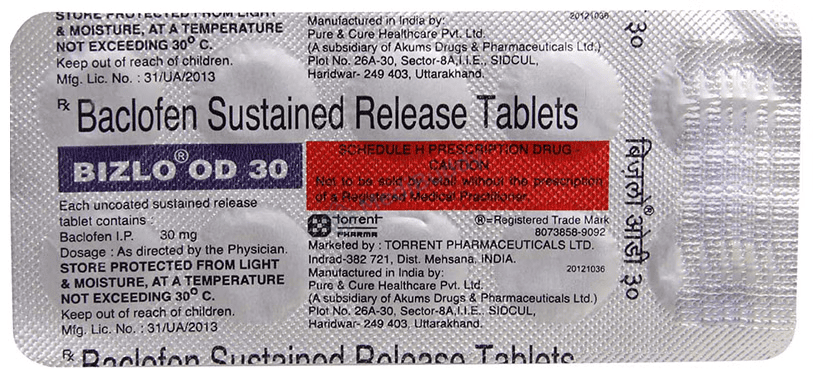 STORE PROTECTED FROM LIGHT
& MOISTURE, AT A TEMPERATURE
NOT EXCEEDING 30º C.
Keep out of reach of children.
Mfg. Lic. No. : 31/UA/2013
Manufactured in India by:
20121036
Pure & Cure Healthcare Pvt. Ltd.
(A subsidiary of Akums Drugs & Pharmaceuticals Ltd.)
Plot No. 26A-30, Sector-8A,I.I.E., SIDCUL,
Haridwar- 249 403, Uttarakhand.
३०
Rx Baclofen Sustained Release Tablets
BIZLO® OD 30
SCHEDULE H PRESCRIPTION DRUG -
CAUTION
Not to be sold by retail without the prescription
of a Registered Medical Practitioner.
Each uncoated sustained release
tablet contains :
Baclofen I.P. 30 mg
Dosage : As directed by the Physician.
STORE PROTECTED FROM LIGHT
& MOISTURE, AT A TEMPERATURE
NOT EXCEEDING 30º C.
Keep out of reach of children.
Mfg. Lic. No. : 31/UA/2013
torrent
PHARMA
®=Registered Trade Mark
8073858-9092
Marketed by : TORRENT PHARMACEUTICALS LTD.
Indrad-382 721, Dist. Mehsana, INDIA.
Manufactured in India by:
20121036
Pure & Cure Healthcare Pvt. Ltd.
(A subsidiary of Akums Drugs & Pharmaceuticals Ltd.)
Plot No. 26A-30, Sector-8A,I.I.E., SIDCUL,
Haridwar- 249 403, Uttarakhand.
बिज़लो® ओडी ३०
Rx Baclofen Sustained Release Tablets